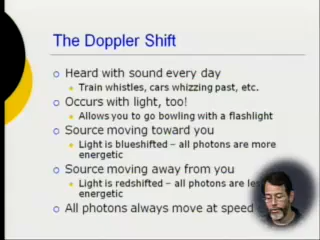 The Doppler Shift
Heard with sound every day
Train whistles, cars whizzing past, etc.
Occurs with light, too!
Allows you to go bowling with a flashlight
Source moving toward you
Light is blueshifted – all photons are more
energetic
Source moving away from you
Light is redshifted – all photons are
energetic
All photons always move at speed